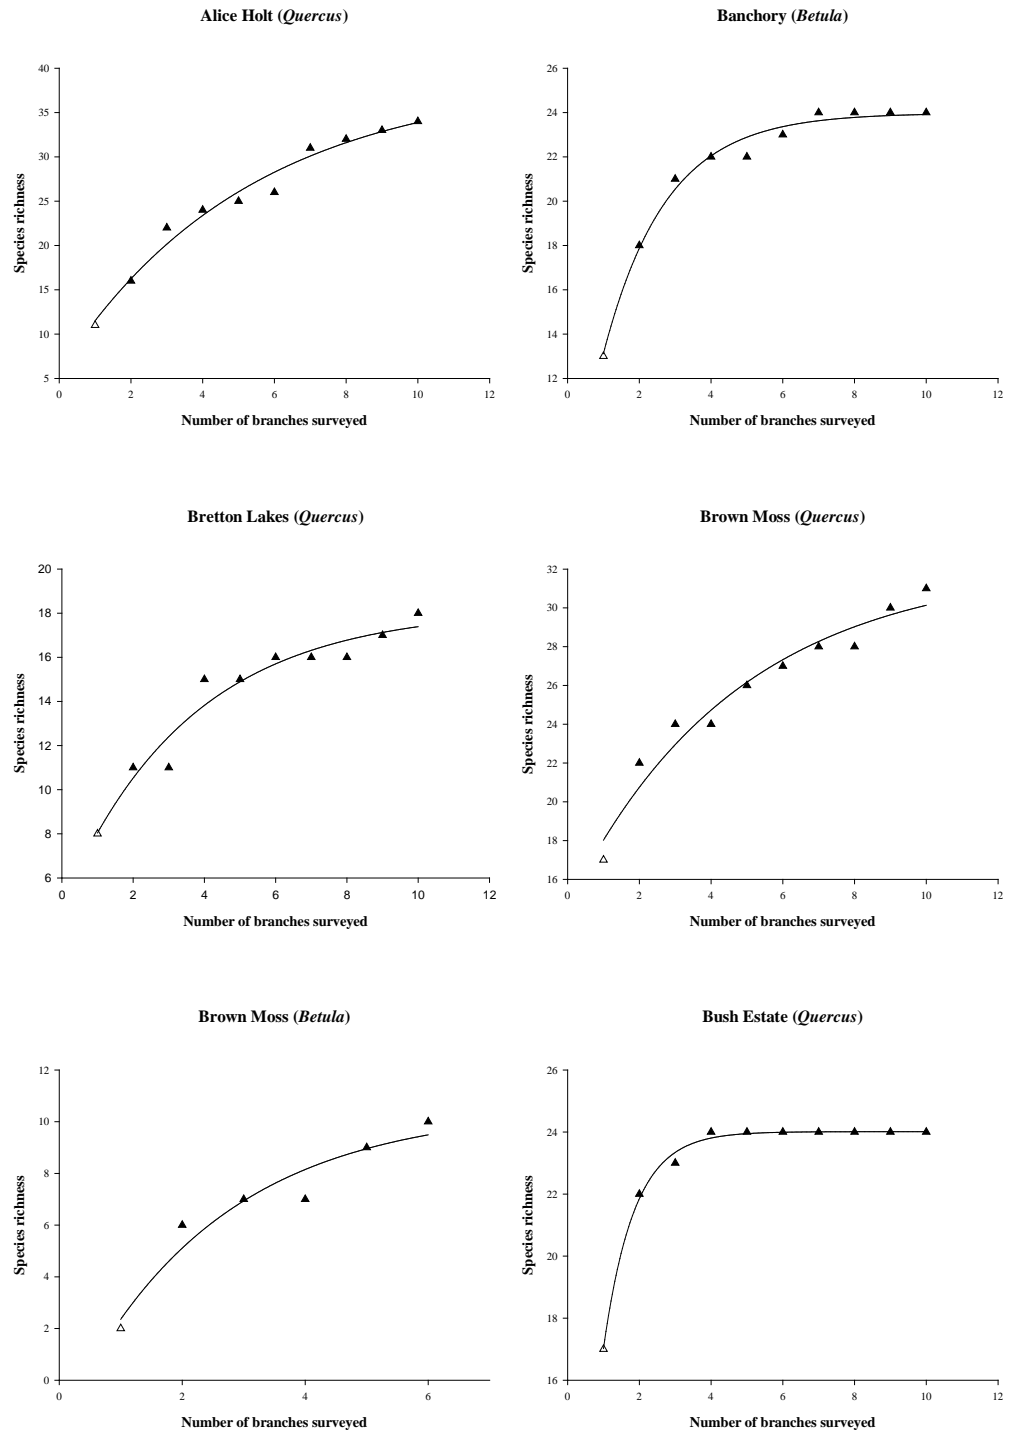 Alice Holt (Quercus)
Species richness
40
35
30
25
20
15
10
5
0 2 4 6 8 10 12
Number of branches surveyed
Banchory (Betula)
Species richness
26
24
22
20
18
16
14
12
0 2 4 6 8 10 12
Number of branches surveyed
Bretton Lakes (Quercus)
Species richness
20
18
16
14
12
10
8
6
0 2 4 6 8 10 12
Number of branches surveyed
Brown Moss (Quercus)
Species richness
32
30
28
26
24
22
20
18
16
0 2 4 6 8 10 12
Number of branches surveyed
Brown Moss (Betula)
Species richness
12
10
8
6
4
2
0
0 2 4 6
Number of branches surveyed
Bush Estate (Quercus)
Species richness
26
24
22
20
18
16
0 2 4 6 8 10 12
Number of branches surveyed